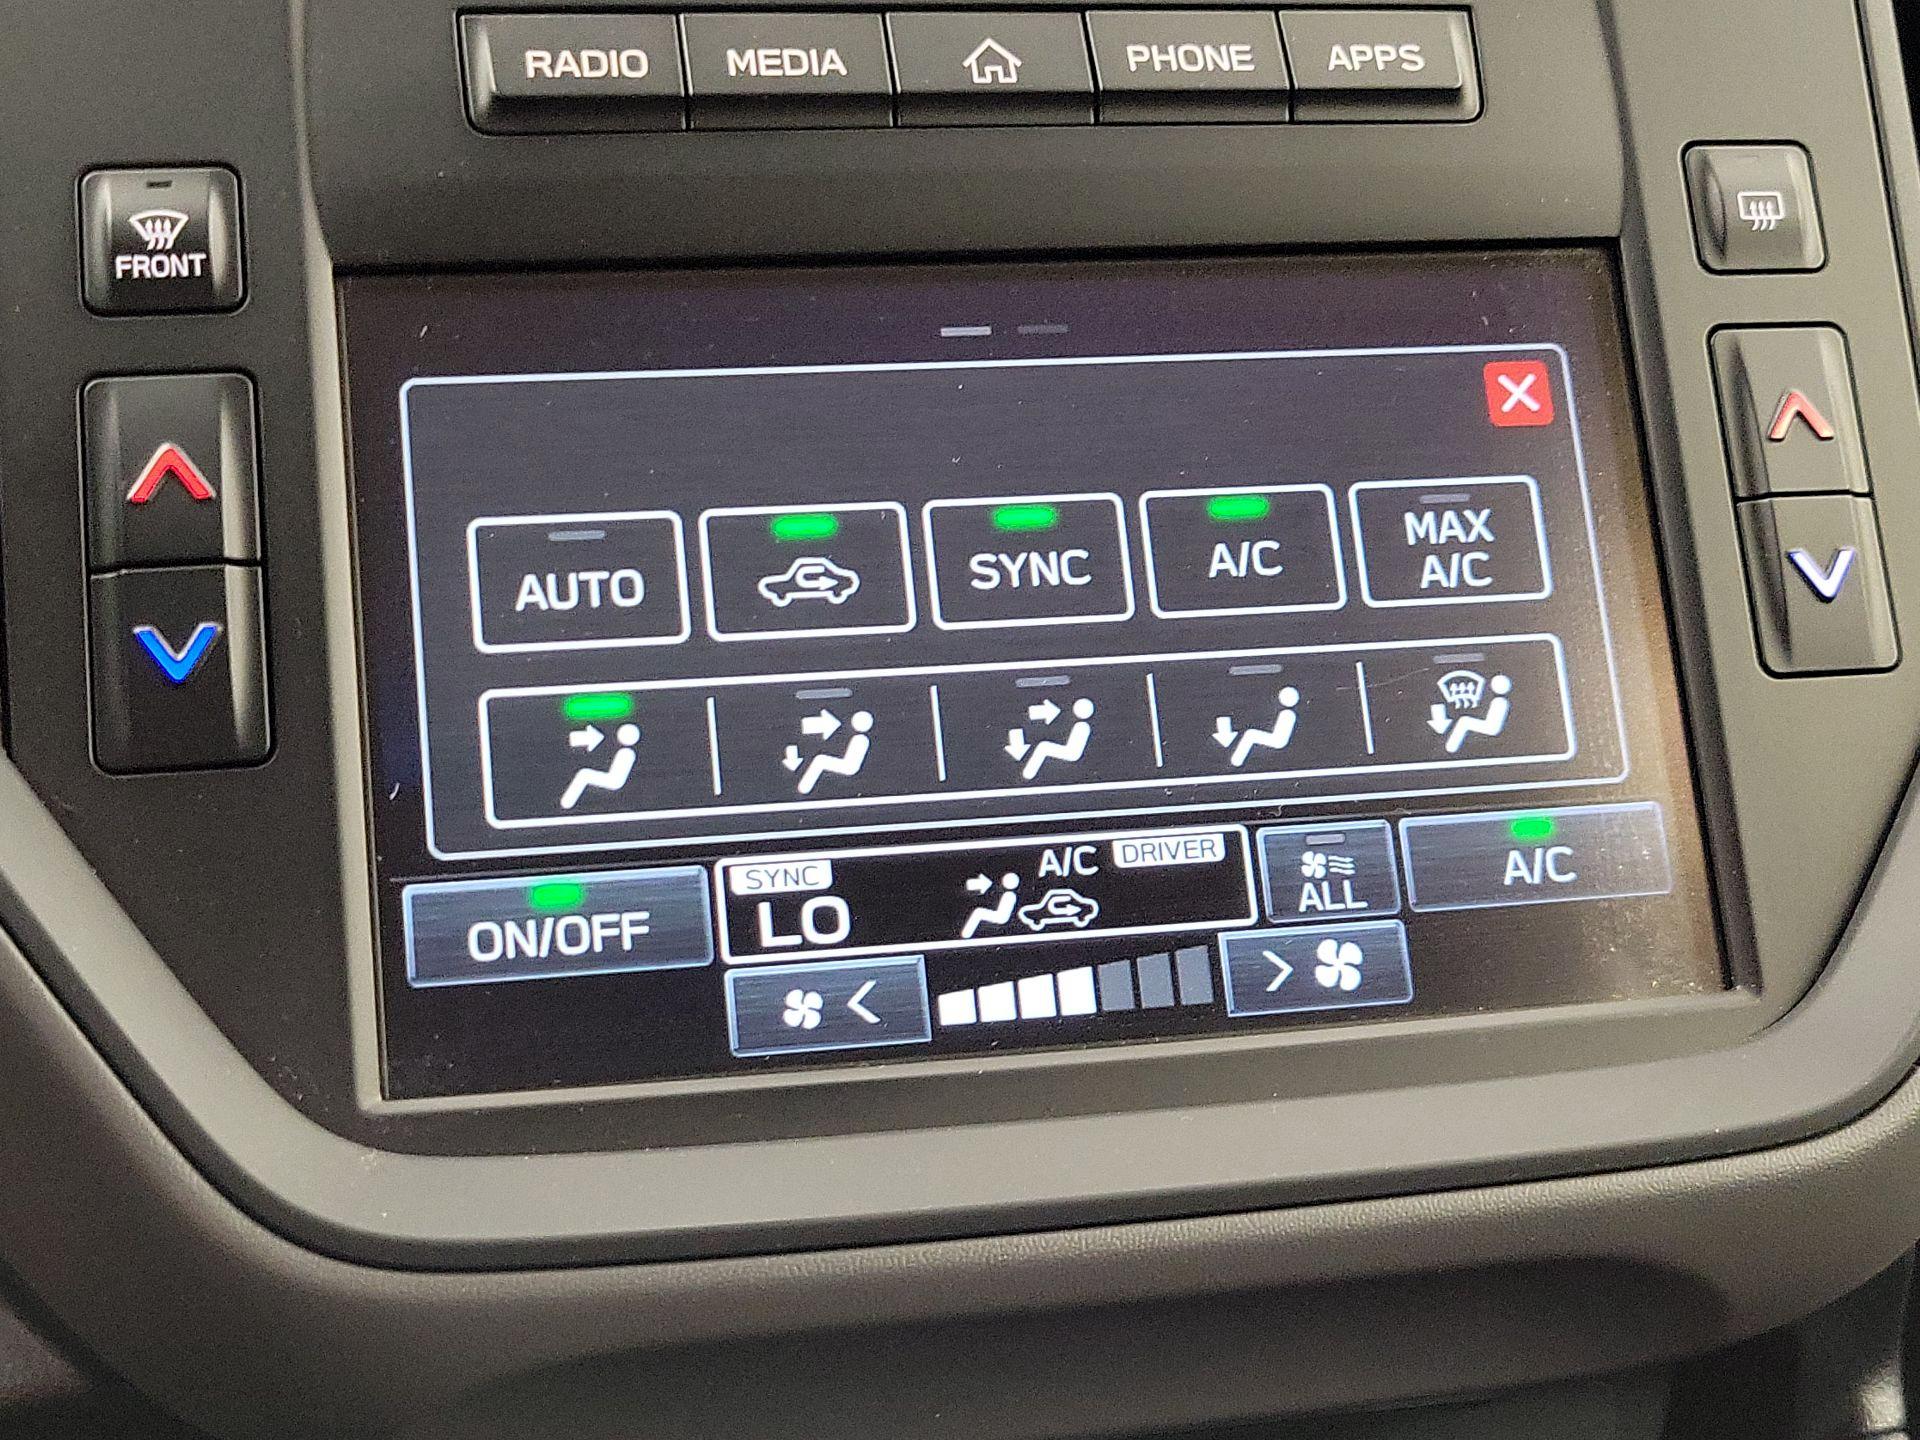 RADIO MEDIA PHONE APPS
FRONT
AUTO SYNC A/C MAX A/C
SYNC A/C DRIVER
LO
ON/OFF ALL A/C